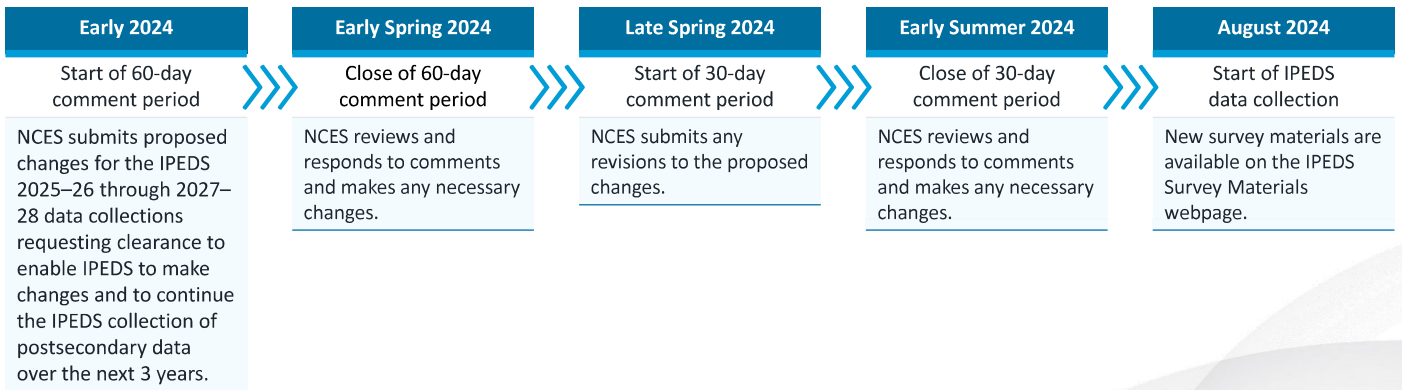 Early 2024
Start of 60-day
comment period
NCES submits proposed
changes for the IPEDS
2025–26 through 2027–
28 data collections
requesting clearance to
enable IPEDS to make
changes and to continue
the IPEDS collection of
postsecondary data
over the next 3 years.
Early Spring 2024
Close of 60-day
comment period
NCES reviews and
responds to comments
and makes any necessary
changes.
Late Spring 2024
Start of 30-day
comment period
NCES submits any
revisions to the proposed
changes.
Early Summer 2024
Close of 30-day
comment period
NCES reviews and
responds to comments
and makes any necessary
changes.
August 2024
Start of IPEDS
data collection
New survey materials are
available on the IPEDS
Survey Materials
webpage.